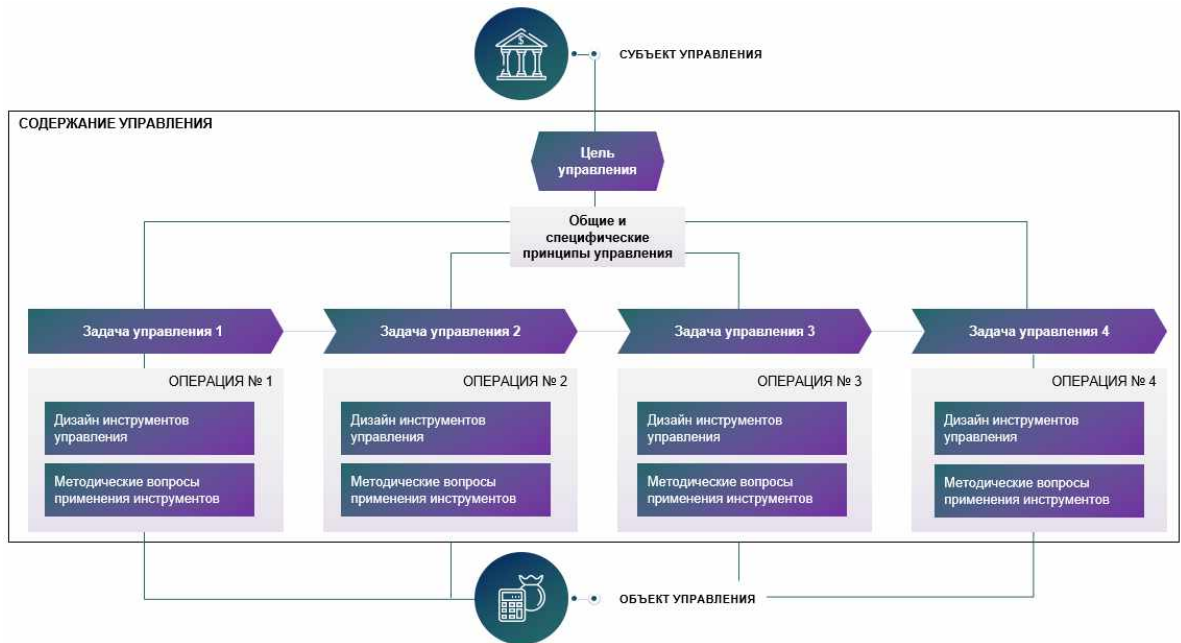 СУБЪЕКТ УПРАВЛЕНИЯ
СОДЕРЖАНИЕ УПРАВЛЕНИЯ
Цель
управления
Общие и
специфические
принципы управления
Задача управления 1
Задача управления 2
Задача управления 3
Задача управления 4
ОПЕРАЦИЯ № 1
Дизайн инструментов
управления
Методические вопросы
применения инструментов
ОПЕРАЦИЯ № 2
Дизайн инструментов
управления
Методические вопросы
применения инструментов
ОПЕРАЦИЯ № 3
Дизайн инструментов
управления
Методические вопросы
применения инструментов
ОПЕРАЦИЯ № 4
Дизайн инструментов
управления
Методические вопросы
применения инструментов
ОБЪЕКТ УПРАВЛЕНИЯ